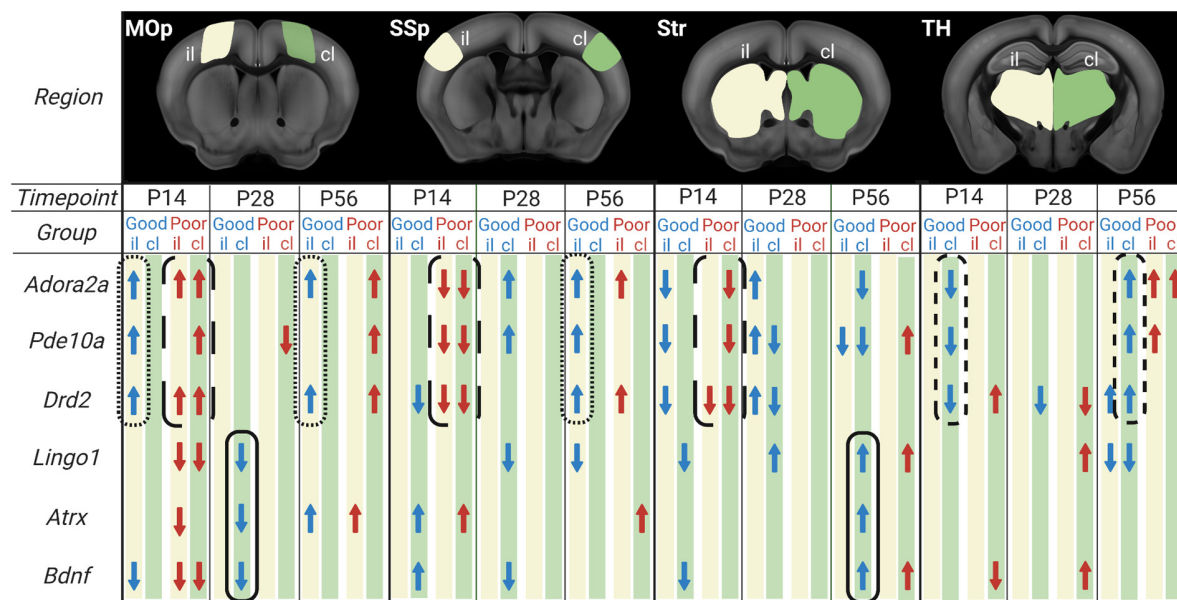 MOp SSp Str TH
il cl il cl il cl il cl
Region
Timepoint P14 P28 P56 P14 P28 P56 P14 P28 P56 P14 P28 P56
Group Good Poor Good Poor Good Poor Good Poor Good Poor Good Poor Good Poor Good Poor Good Poor Good Poor Good Poor Good Poor
il cl il cl il cl il cl il cl il cl il cl il cl il cl il cl il cl il cl il cl il cl il cl il cl il cl il cl il cl il cl il cl il cl il cl il c
Adora2a
Pde10a
Drd2
Lingo1
Atrx
Bdnf